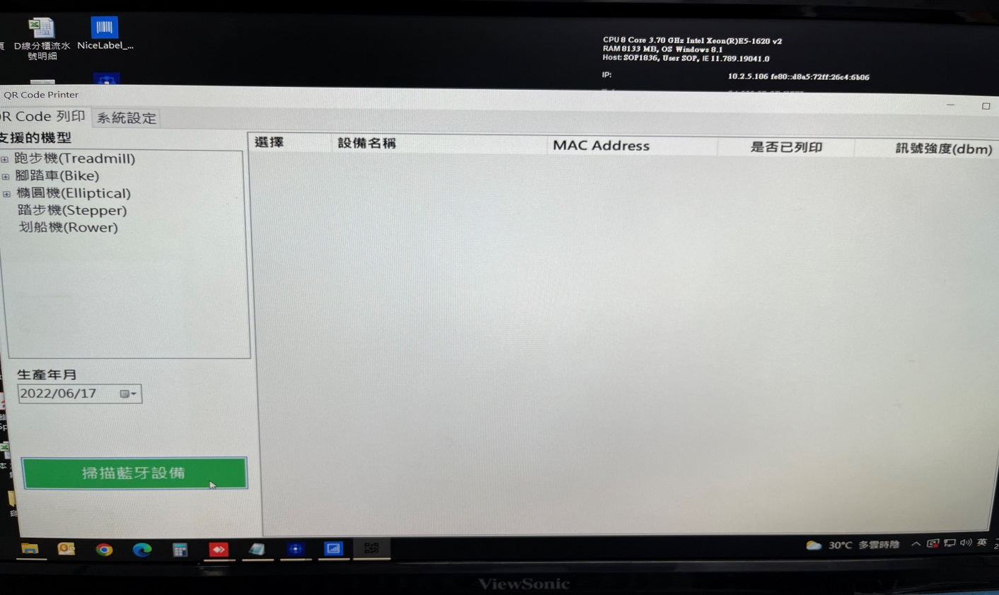 D線分櫃流水
號明細
NiceLabel_...
CPU 8 Core 3.70 GHz Intel Xeon(R)E5-1620 v2
RAM 8133 MB, OS Windows 8.1
Host: SOP1836, User SOP, IE 11.789.19041.0
IP: 10.2.5.106 fe80::d8a5:72ff:26c4:6b06
QR Code Printer
QR Code 列印 系統設定
支援的機型
跑步機(Treadmill)
腳踏車(Bike)
橢圓機(Elliptical)
踏步機(Stepper)
划船機(Rower)
選擇 設備名稱 MAC Address 是否已列印 訊號強度(dbm)
生產年月
2022/06/17
掃描藍牙設備
30°C 多雲時陰 英
ViewSonic